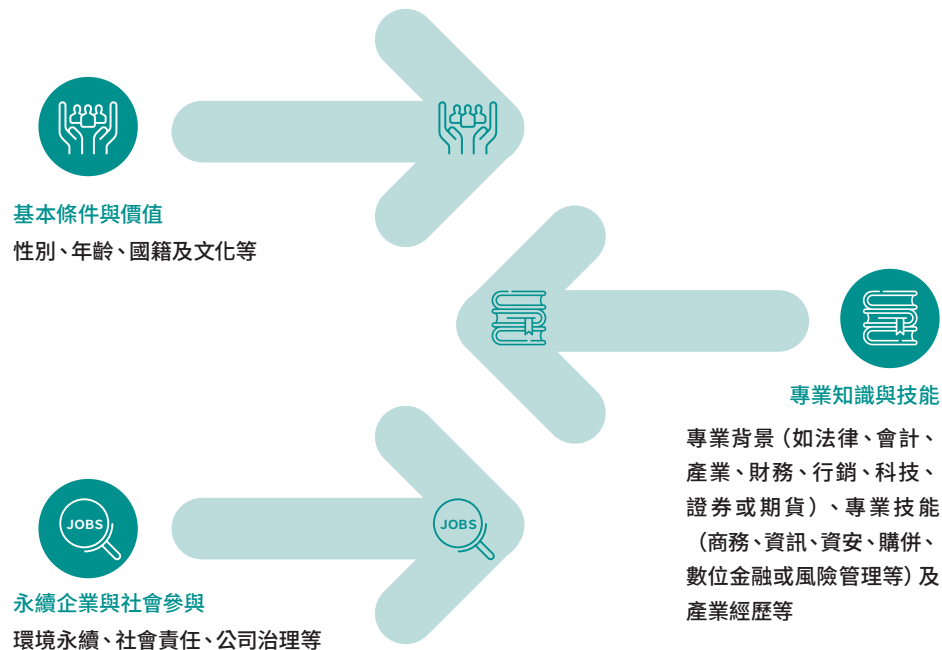 基本條件與價值
性別、年齡、國籍及文化等
專業知識與技能
專業背景（如法律、會計、
產業、財務、行銷、科技、
證券或期貨）、專業技能
（商務、資訊、資安、購併、
數位金融或風險管理等）及
產業經歷等
JOBS
JOBS
永續企業與社會參與
環境永續、社會責任、公司治理等